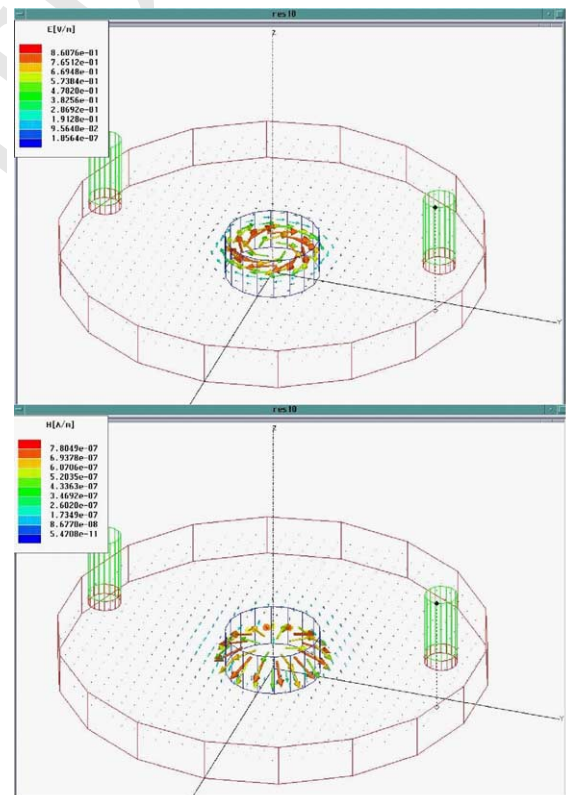 res10
E[V/m]
8.6076e-01
7.6512e-01
6.6948e-01
5.7384e-01
4.7820e-01
3.8256e-01
2.8692e-01
1.9128e-01
9.5640e-02
1.0564e-07
Z
Y
res10
H[A/m]
7.8049e-07
6.9378e-07
6.0706e-07
5.2035e-07
4.3363e-07
3.4692e-07
2.6020e-07
1.7349e-07
8.6770e-08
5.4708e-11
Z
Y